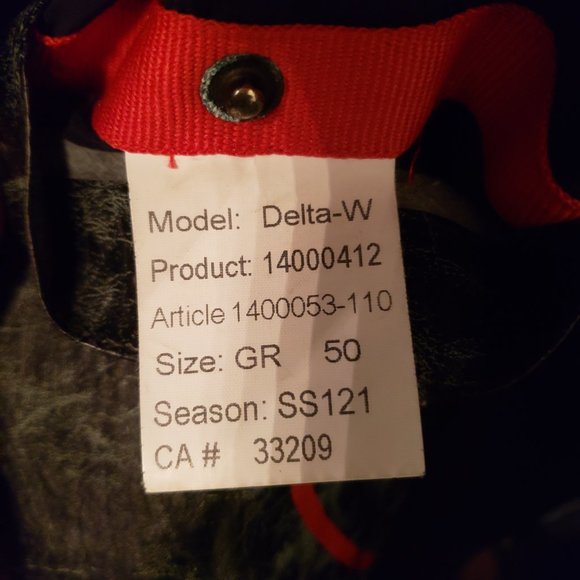 Model: Delta-W
Product: 14000412
Article 1400053-110
Size: GR 50
Season: SS121
CA # 33209